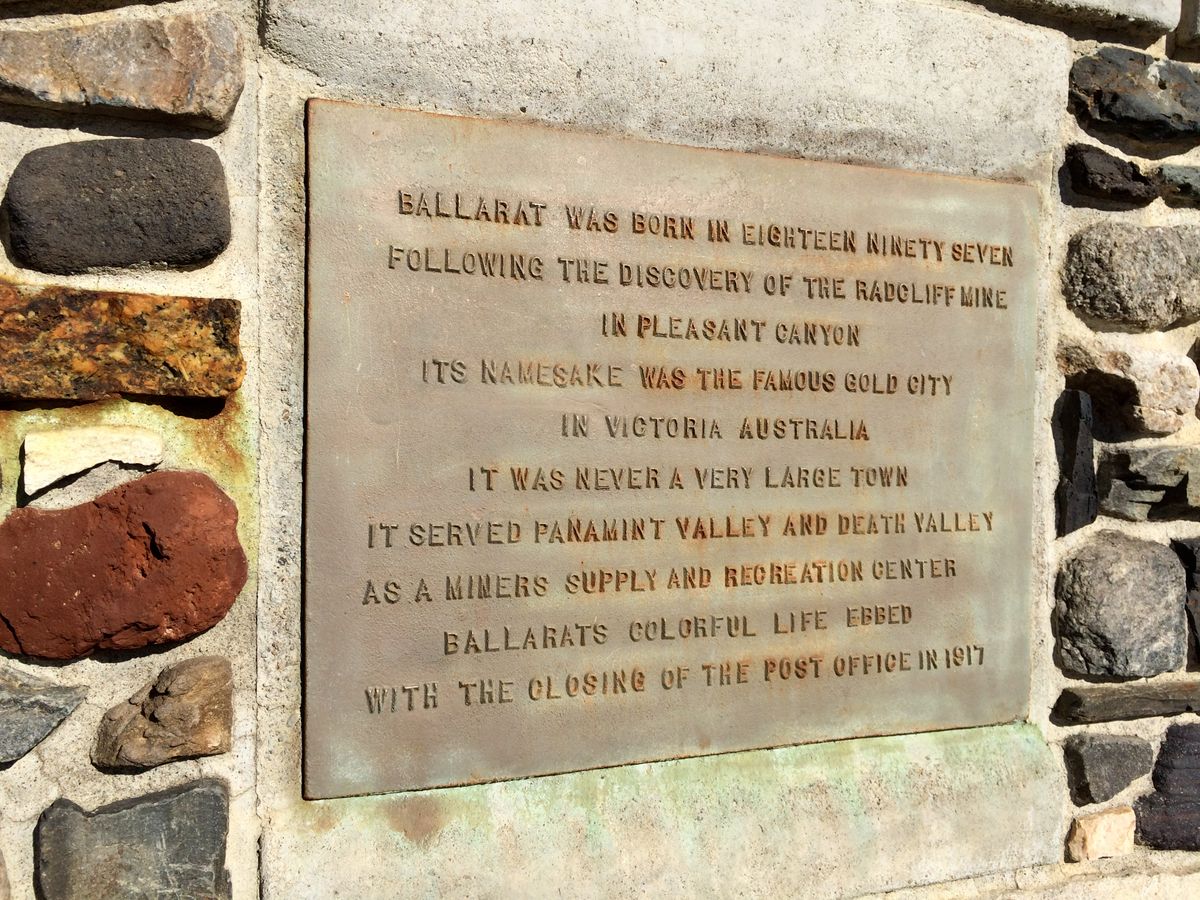 BALLARAT WAS BORN IN EIGHTEEN NINETY SEVEN
FOLLOWING THE DISCOVERY OF THE RADCLIFF MINE
IN PLEASANT CANYON
ITS NAMESAKE WAS THE FAMOUS GOLD CITY
IN VICTORIA AUSTRALIA
IT WAS NEVER A VERY LARGE TOWN
IT SERVED PANAMINT VALLEY AND DEATH VALLEY
AS A MINERS SUPPLY AND RECREATION CENTER
BALLARATS COLORFUL LIFE EBBED
WITH THE CLOSING OF THE POST OFFICE IN 1917